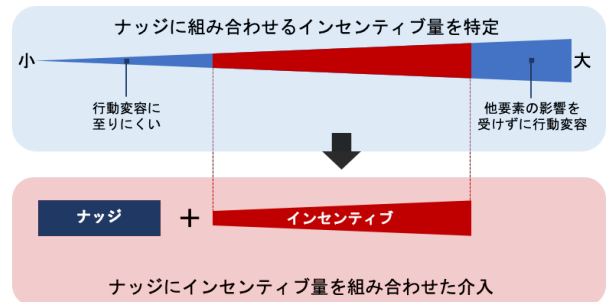 ナッジに組み合わせるインセンティブ量を特定
小
大
行動変容に
至りにくい
他要素の影響を
受けずに行動変容
ナッジ
+
インセンティブ
ナッジにインセンティブ量を組み合わせた介入